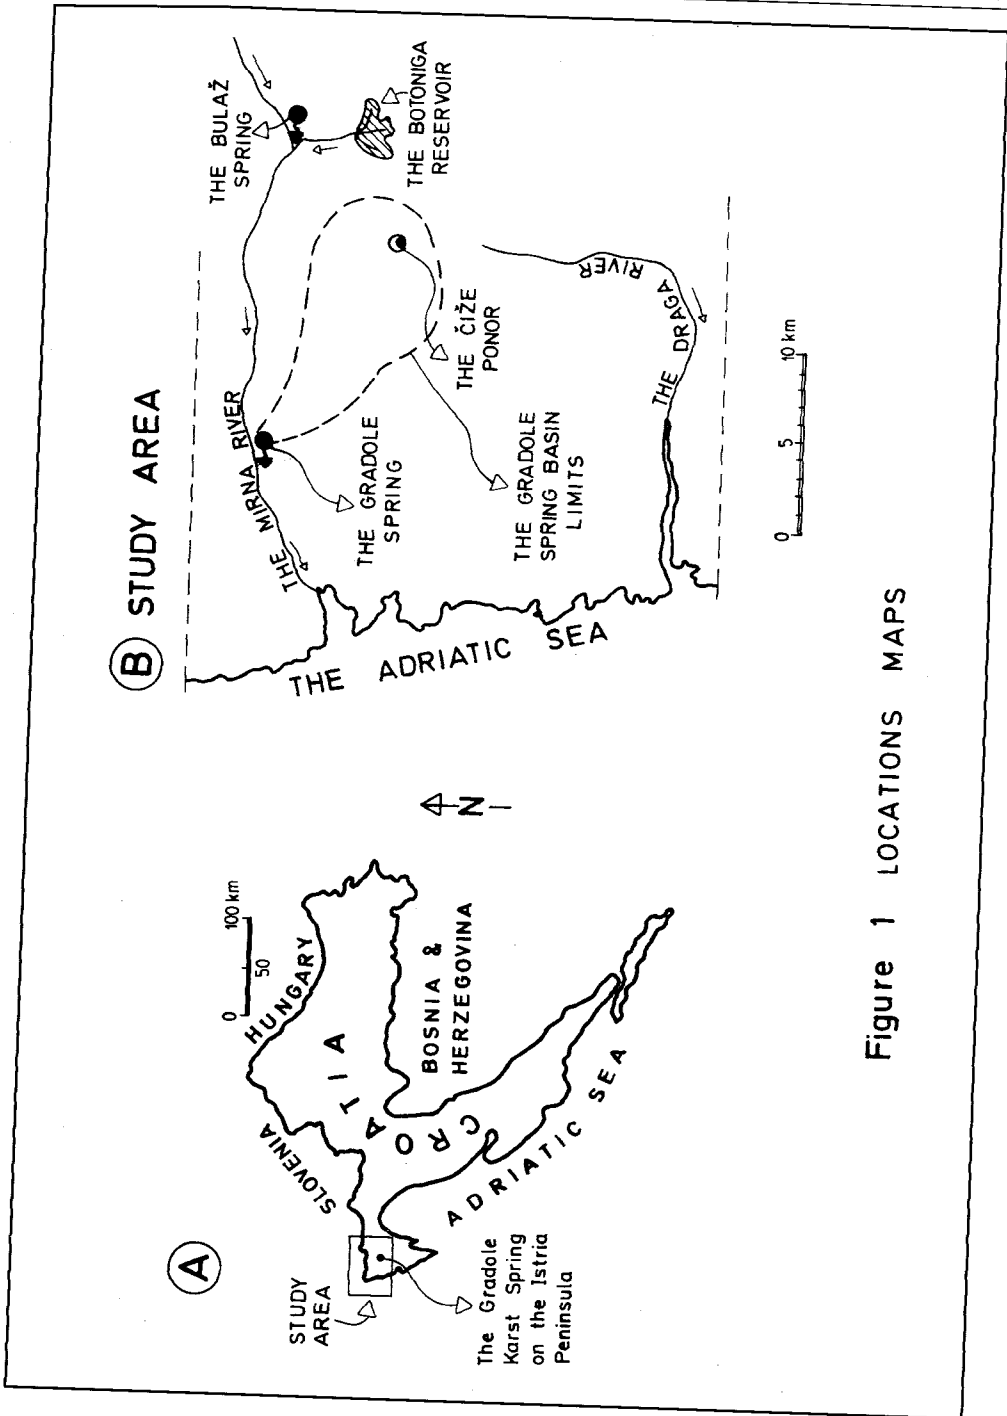 A
STUDY
AREA
The Gradole
Karst Spring
on the Istria
Peninsula
SLOVENIA
HUNGARY
0
50
100 km
CROATIA
BOSNIA &
HERZEGOVINA
ADRIATIC SEA
N
B STUDY AREA
THE MIRNA RIVER
THE BULAŽ
SPRING
THE BOTONIGA
RESERVOIR
THE GRADOLE
SPRING
THE ČIŽE
PONOR
THE GRADOLE
SPRING BASIN
LIMITS
THE DRAGA RIVER
THE ADRIATIC SEA
0
5
10 km
Figure 1 LOCATIONS MAPS